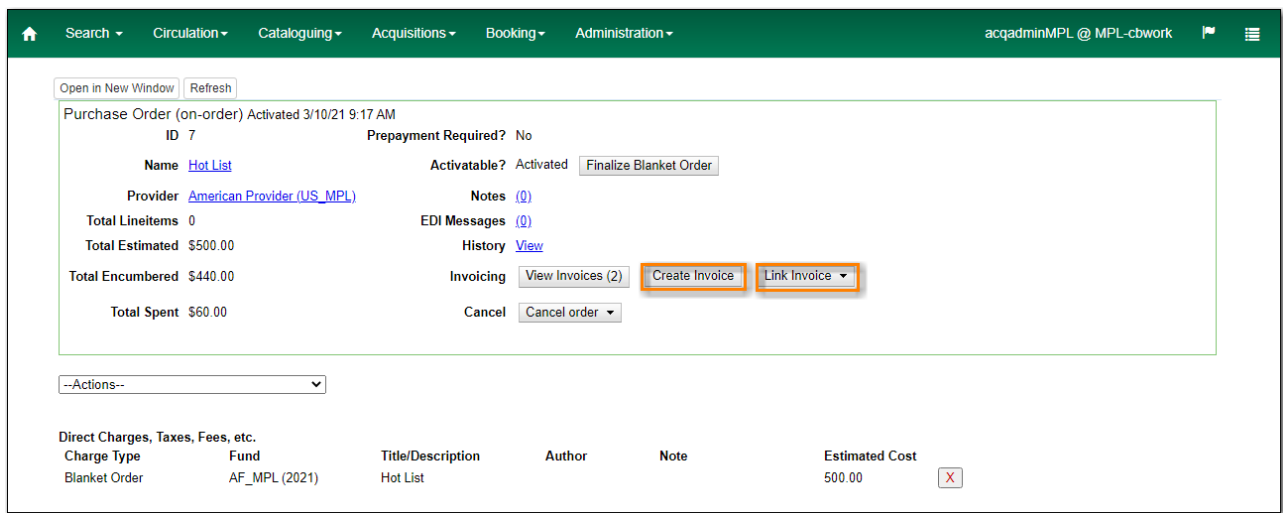 Search Circulation Cataloguing Acquisitions Booking Administration acqadminMPL @ MPL-cbwork
Open in New Window Refresh
Purchase Order (on-order) Activated 3/10/21 9:17 AM
ID 7 Prepayment Required? No
Name Hot List Activatable? Activated Finalize Blanket Order
Provider American Provider (US_MPL) Notes (0)
Total Lineitems 0 EDI Messages (0)
Total Estimated $500.00 History View
Total Encumbered $440.00 Invoicing View Invoices (2) Create Invoice Link Invoice
Total Spent $60.00 Cancel Cancel order
--Actions--
Direct Charges, Taxes, Fees, etc.
Charge Type Fund Title/Description Author Note Estimated Cost
Blanket Order AF_MPL (2021) Hot List 500.00 X